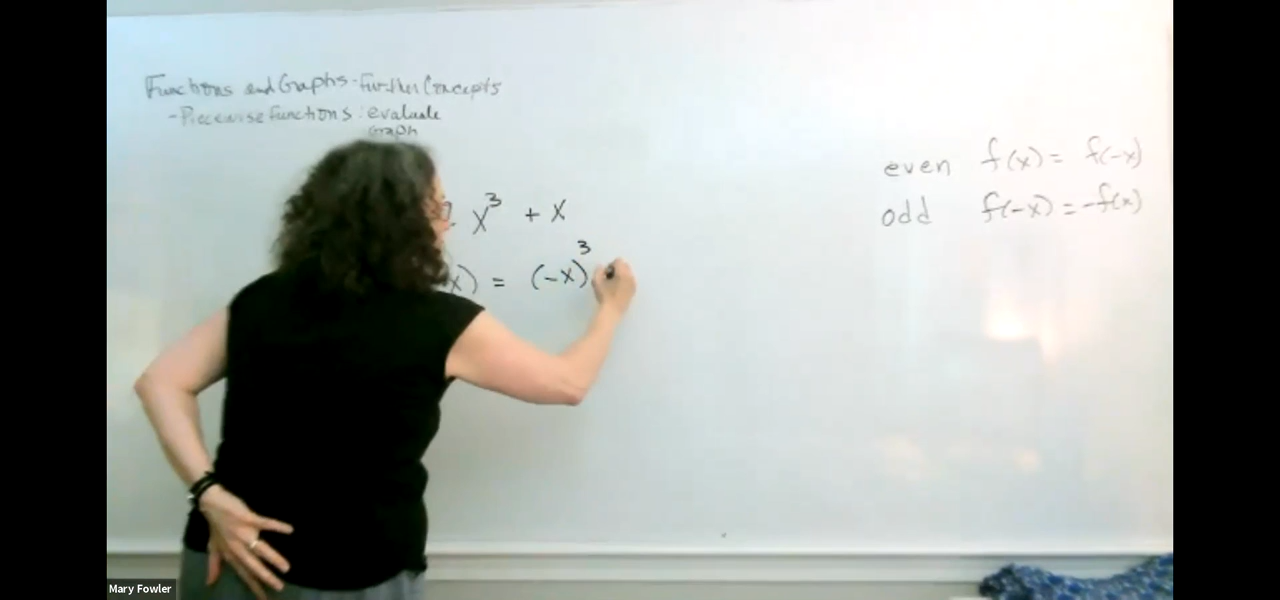 Functions and Graphs - Further Concepts
- Piecewise Functions : evaluate
Graph
x³ + x
x) = (-x)³
even f(x) = f(-x)
odd f(-x) = -f(x)
Mary Fowler